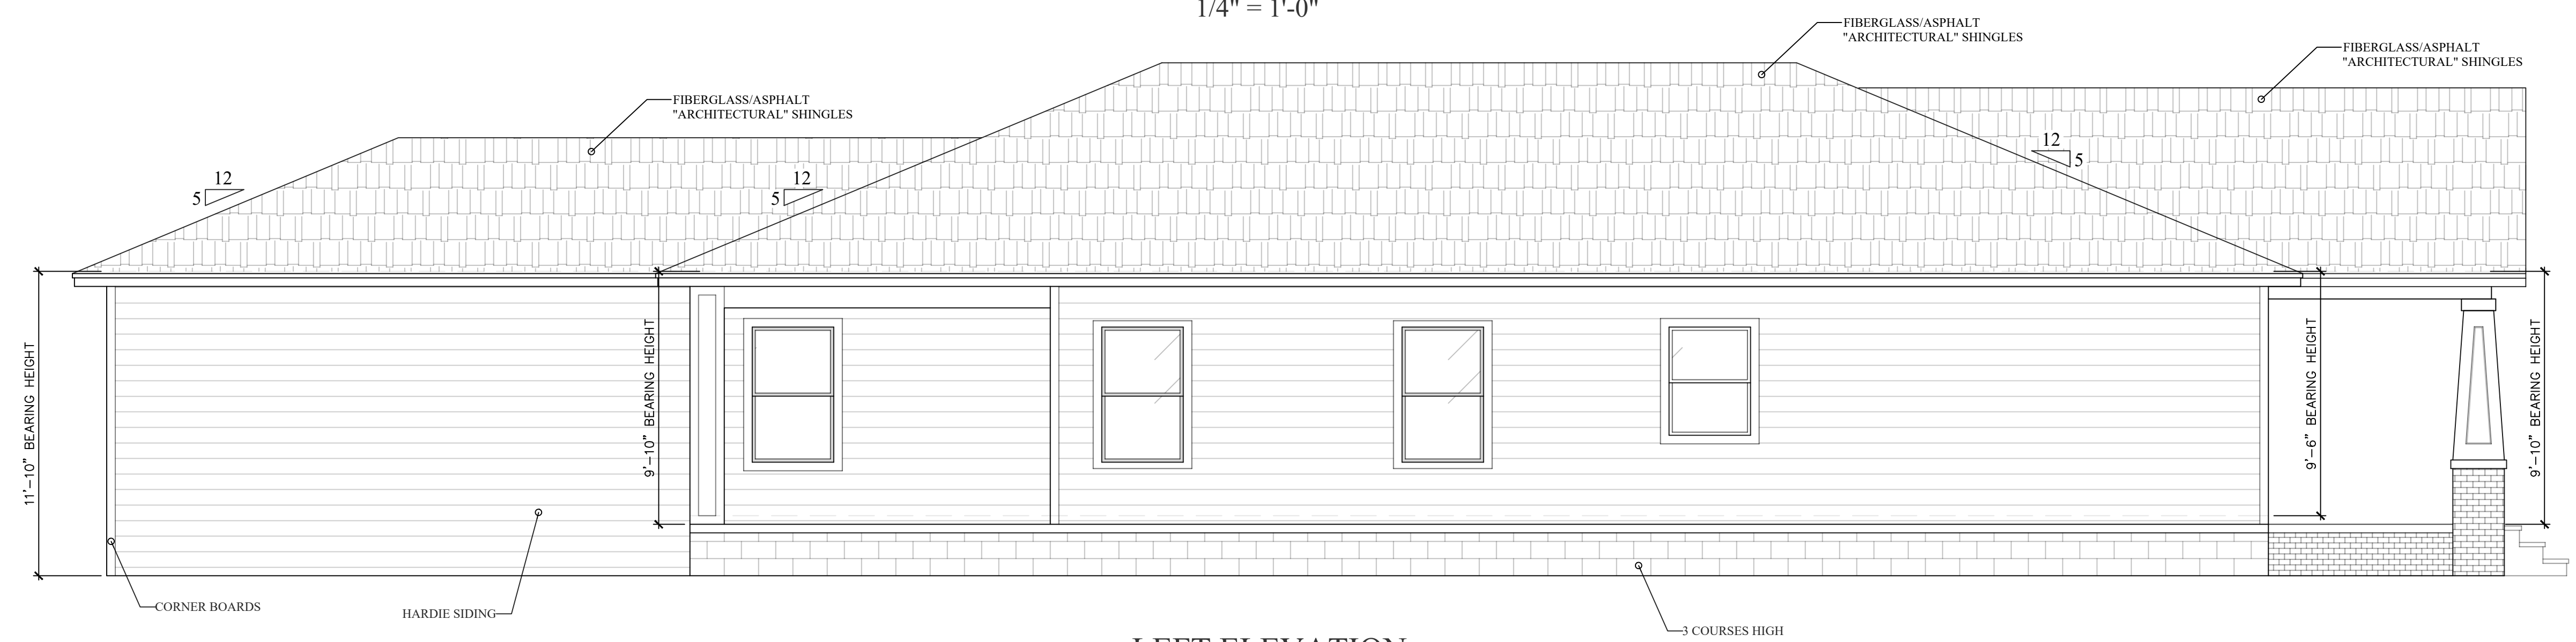 1/4" = 1'-0"
FIBERGLASS/ASPHALT
"ARCHITECTURAL" SHINGLES
FIBERGLASS/ASPHALT
"ARCHITECTURAL" SHINGLES
FIBERGLASS/ASPHALT
"ARCHITECTURAL" SHINGLES
12
5
12
5
12
5
11'-10" BEARING HEIGHT
9'-10" BEARING HEIGHT
9'-6" BEARING HEIGHT
9'-10" BEARING HEIGHT
CORNER BOARDS
HARDIE SIDING
3 COURSES HIGH
LEFT ELEVATION